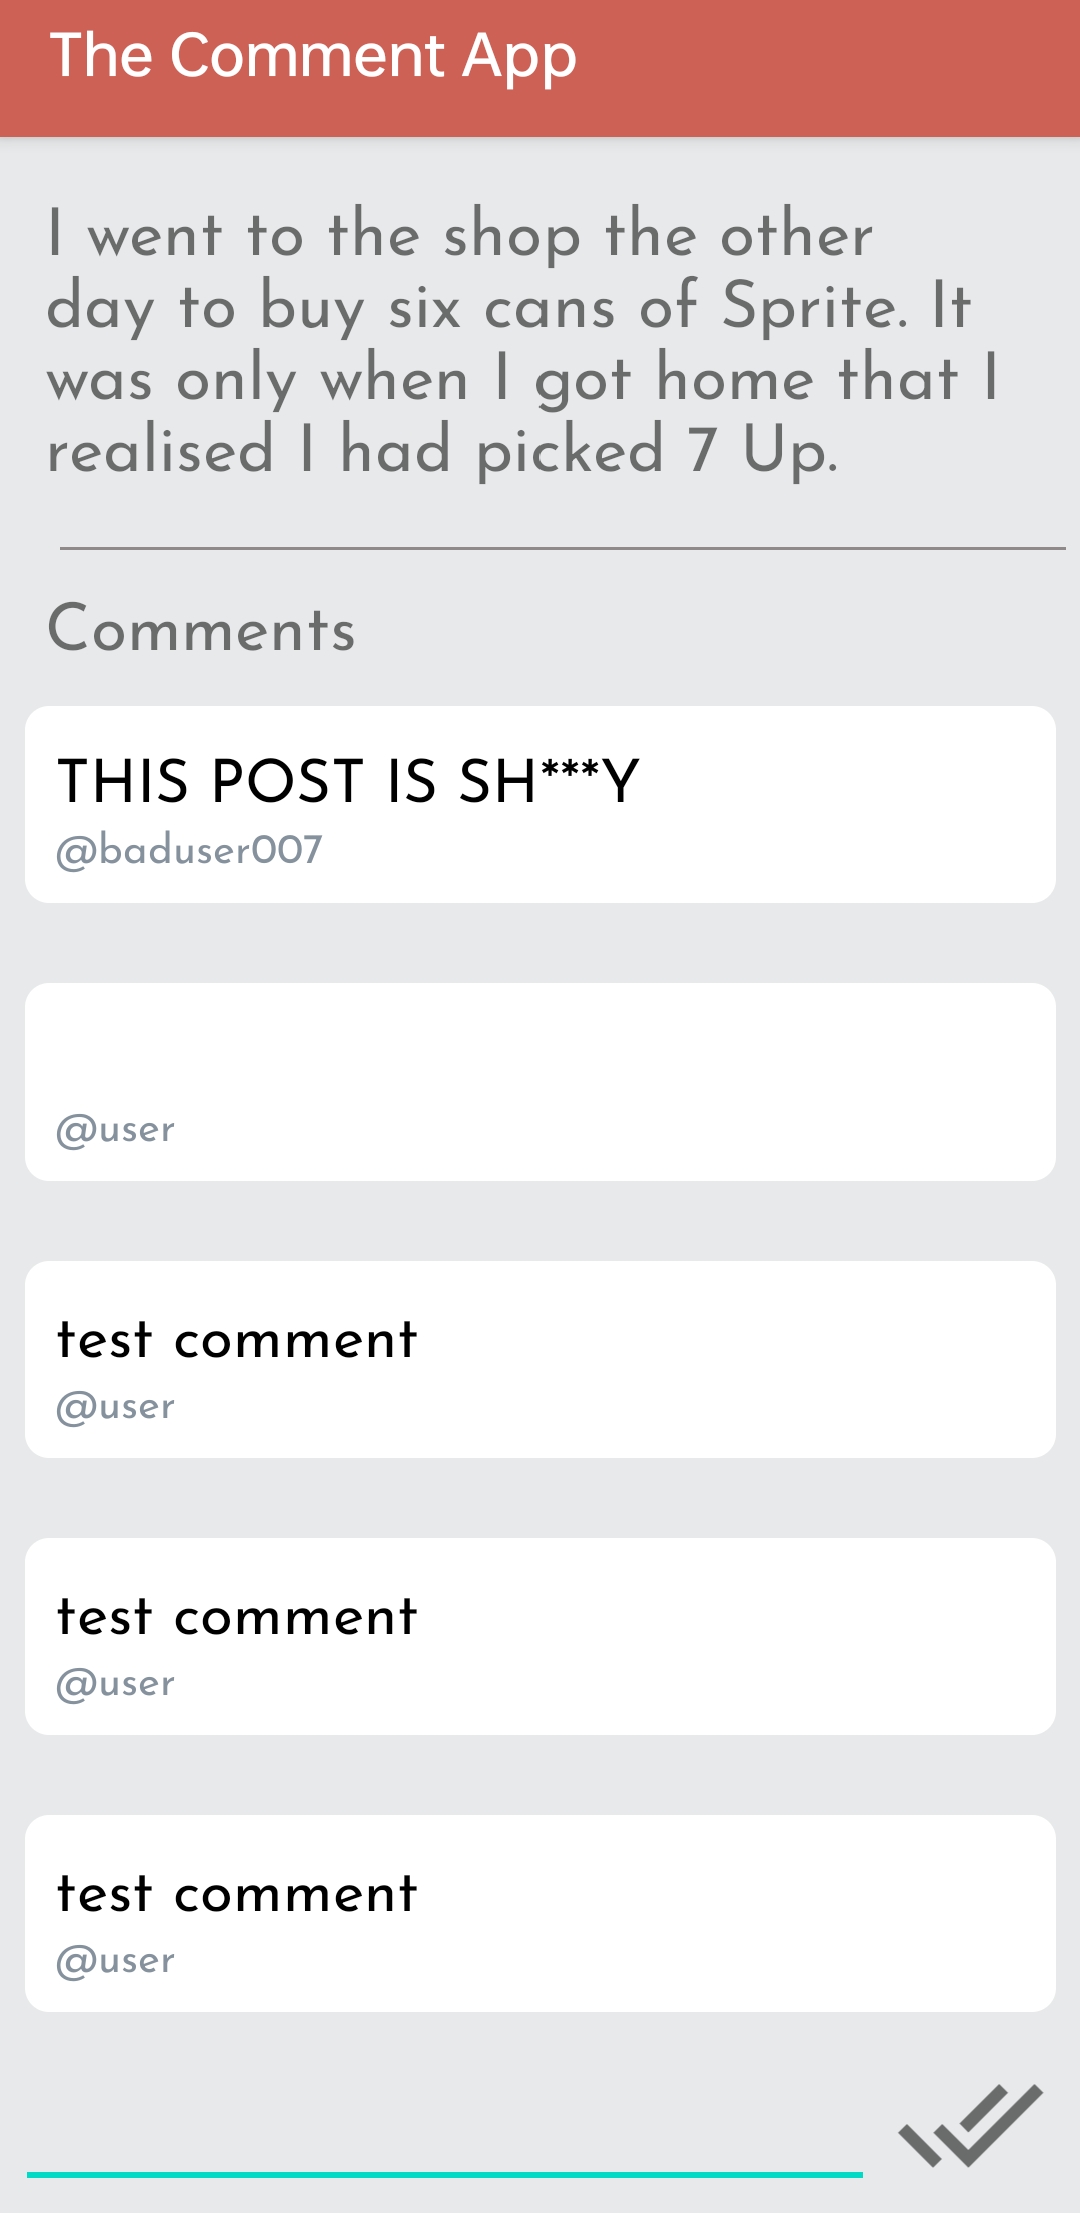 The Comment App
I went to the shop the other
day to buy six cans of Sprite. It
was only when I got home that I
realised I had picked 7 Up.
Comments
THIS POST IS SH***Y
@baduser007
@user
test comment
@user
test comment
@user
test comment
@user